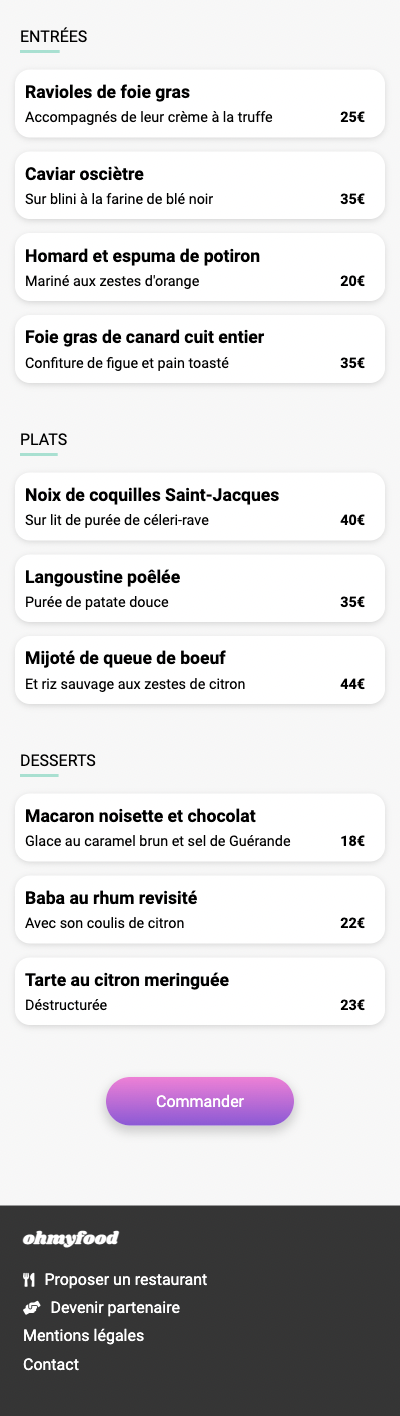 ENTRÉES
Ravioles de foie gras
Accompagnés de leur crème à la truffe 25€
Caviar osciètre
Sur blini à la farine de blé noir 35€
Homard et espuma de potiron
Mariné aux zestes d'orange 20€
Foie gras de canard cuit entier
Confiture de figue et pain toasté 35€
PLATS
Noix de coquilles Saint-Jacques
Sur lit de purée de céleri-rave 40€
Langoustine poêlée
Purée de patate douce 35€
Mijoté de queue de boeuf
Et riz sauvage aux zestes de citron 44€
DESSERTS
Macaron noisette et chocolat
Glace au caramel brun et sel de Guérande 18€
Baba au rhum revisité
Avec son coulis de citron 22€
Tarte au citron meringuée
Déstructurée 23€
Commander
ohmyfood
Proposer un restaurant
Devenir partenaire
Mentions légales
Contact